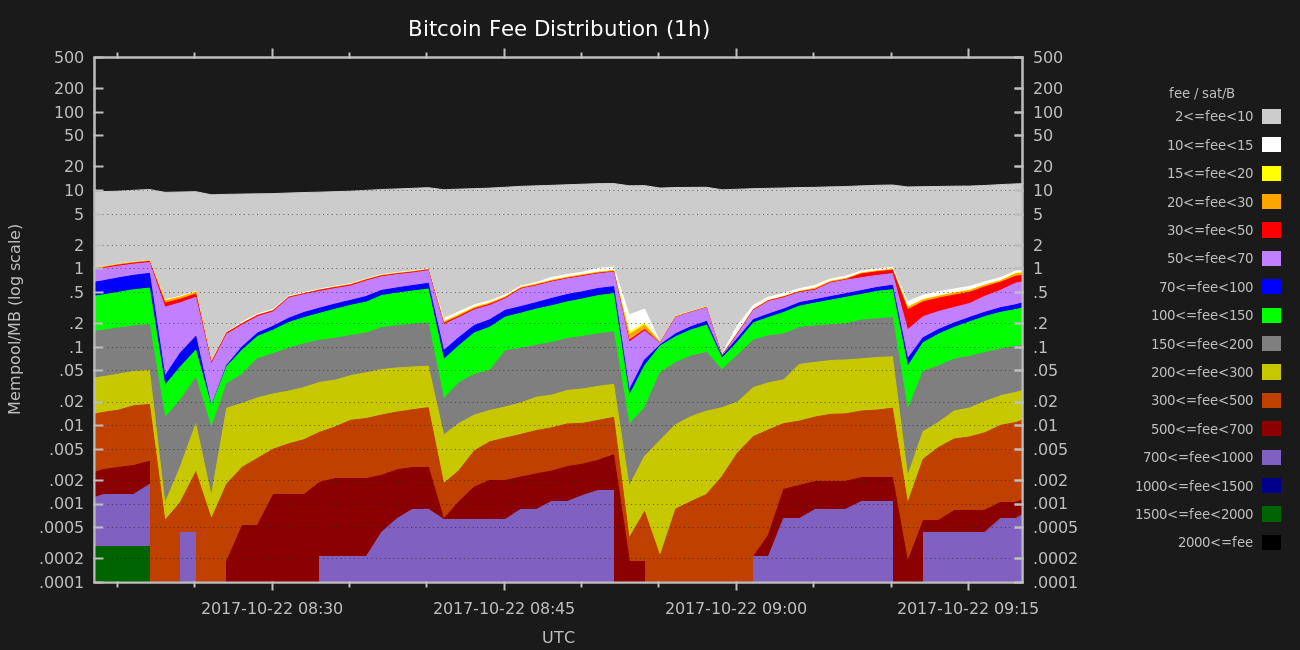 Bitcoin Fee Distribution (1h)
500
200
100
50
20
10
5
2
1
.5
.2
.1
.05
.02
.01
.005
.002
.001
.0005
.0002
.0001
Mempool/MB (log scale)
500
200
100
50
20
10
5
2
1
.5
.2
.1
.05
.02
.01
.005
.002
.001
.0005
.0002
.0001
2017-10-22 08:30
2017-10-22 08:45
2017-10-22 09:00
2017-10-22 09:15
UTC
fee / sat/B
2<=fee<10
10<=fee<15
15<=fee<20
20<=fee<30
30<=fee<50
50<=fee<70
70<=fee<100
100<=fee<150
150<=fee<200
200<=fee<300
300<=fee<500
500<=fee<700
700<=fee<1000
1000<=fee<1500
1500<=fee<2000
2000<=fee